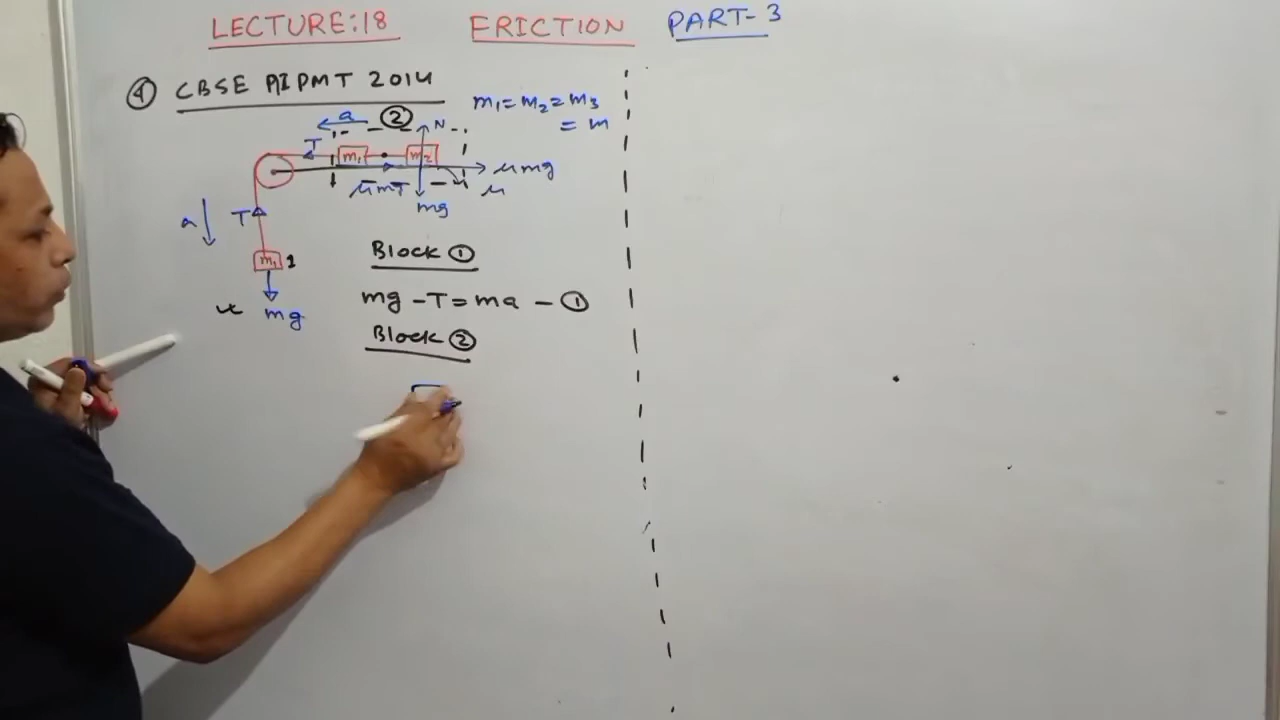 LECTURE:18 FRICTION PART-3
④ CBSE AIPMT 2014
m₁=m₂=m₃
=m
a ②
N
T
m₁ m₂
μmg
μmT
μ
mg
a T
m₁ 1
mg
Block ①
mg -T=ma -①
Block ②